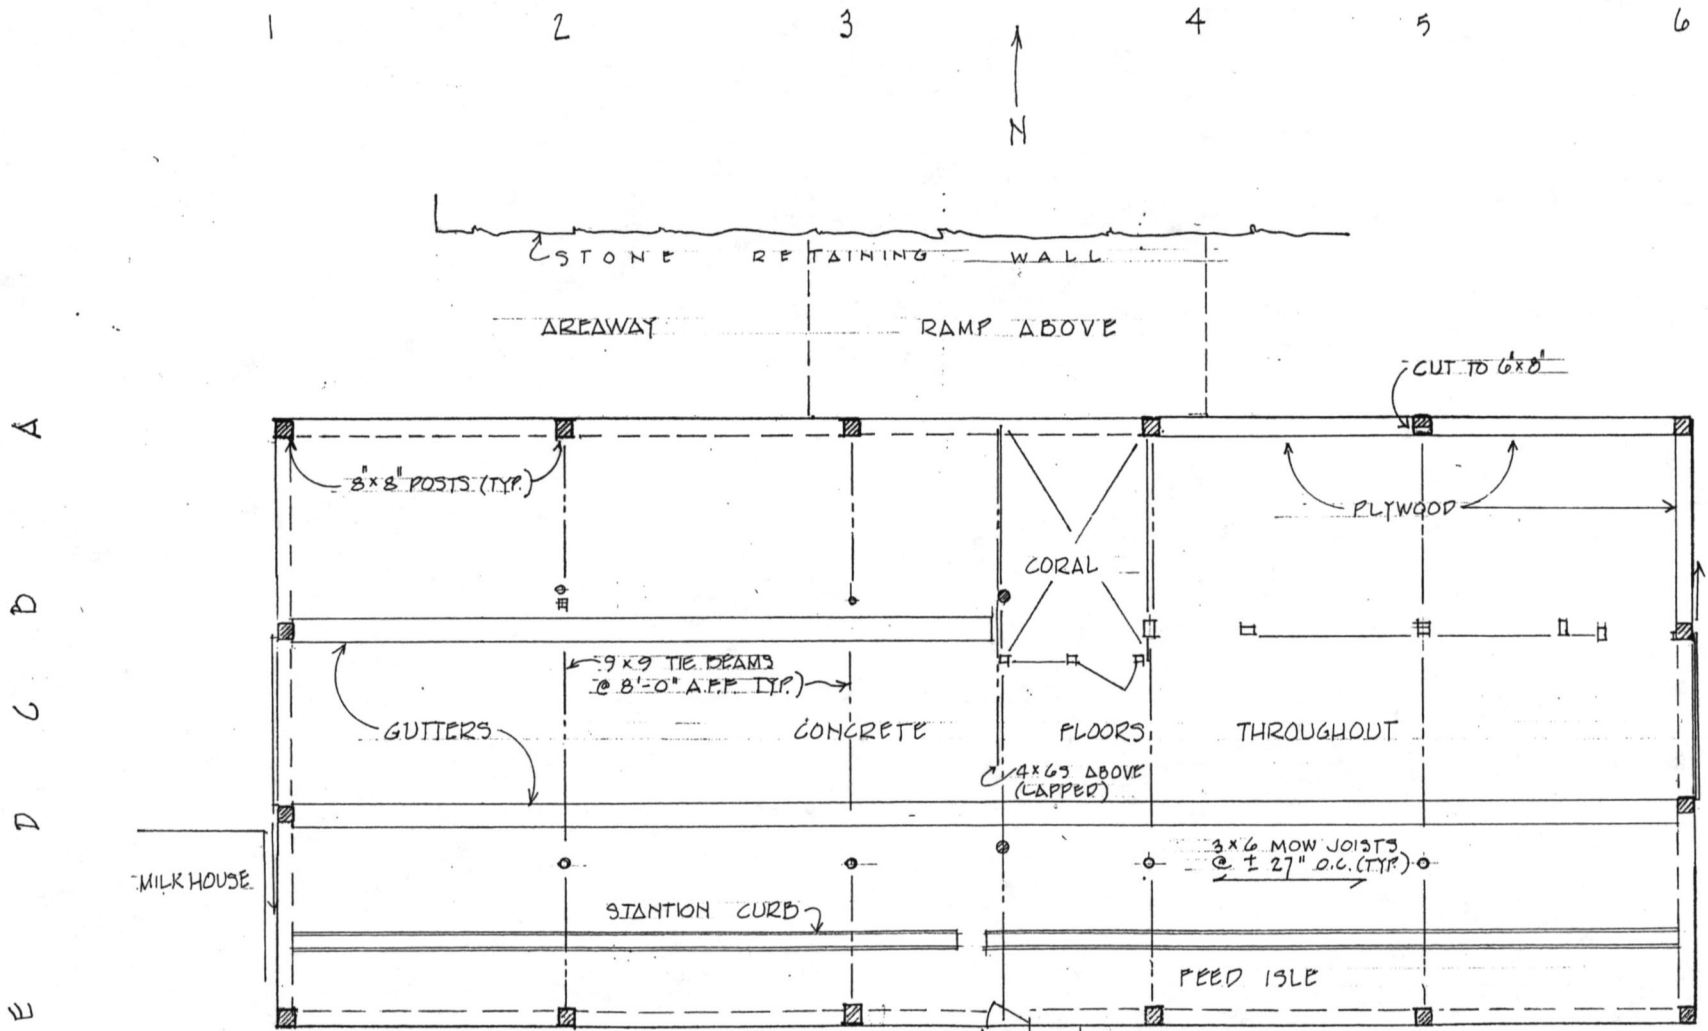 1 2 3 4 5 6
N
STONE RETAINING WALL
AREAWAY RAMP ABOVE
CUT TO 6"x8"
A
8"x8" POSTS (TYP.)
PLYWOOD
CORAL
B
9x9 TIE BEAMS
@ 8'-0" A.F.F. TYP.)
C
GUTTERS CONCRETE FLOORS THROUGHOUT
4x6S ABOVE
(LAPPED)
D
3x6 MOW JOISTS
@ ± 27" O.C. (TYP.)
MILK HOUSE
STANTION CURB
FEED ISLE
E